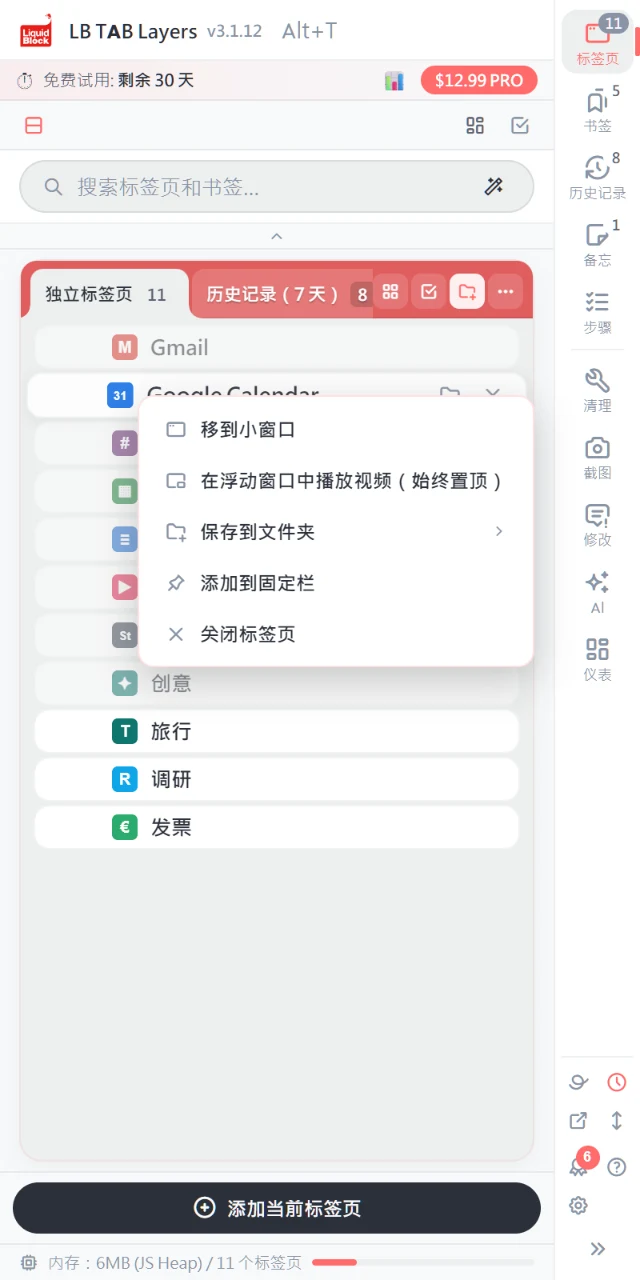 Liquid Block
LB TAB Layers v3.1.12 Alt+T
11
标签页
免费试用: 剩余 30 天
$12.99 PRO
5
书签
搜索标签页和书签...
8
历史记录
1
备忘
步骤
独立标签页 11
历史记录 ( 7 天 ) 8
M Gmail
31 Google Calendar
#
St
移到小窗口
在浮动窗口中播放视频 ( 始终置顶 )
保存到文件夹
添加到固定栏
关闭标签页
创意
T 旅行
R 调研
€ 发票
清理
截图
修改
AI
仪表
6
添加当前标签页
内存：6MB (JS Heap) / 11 个标签页